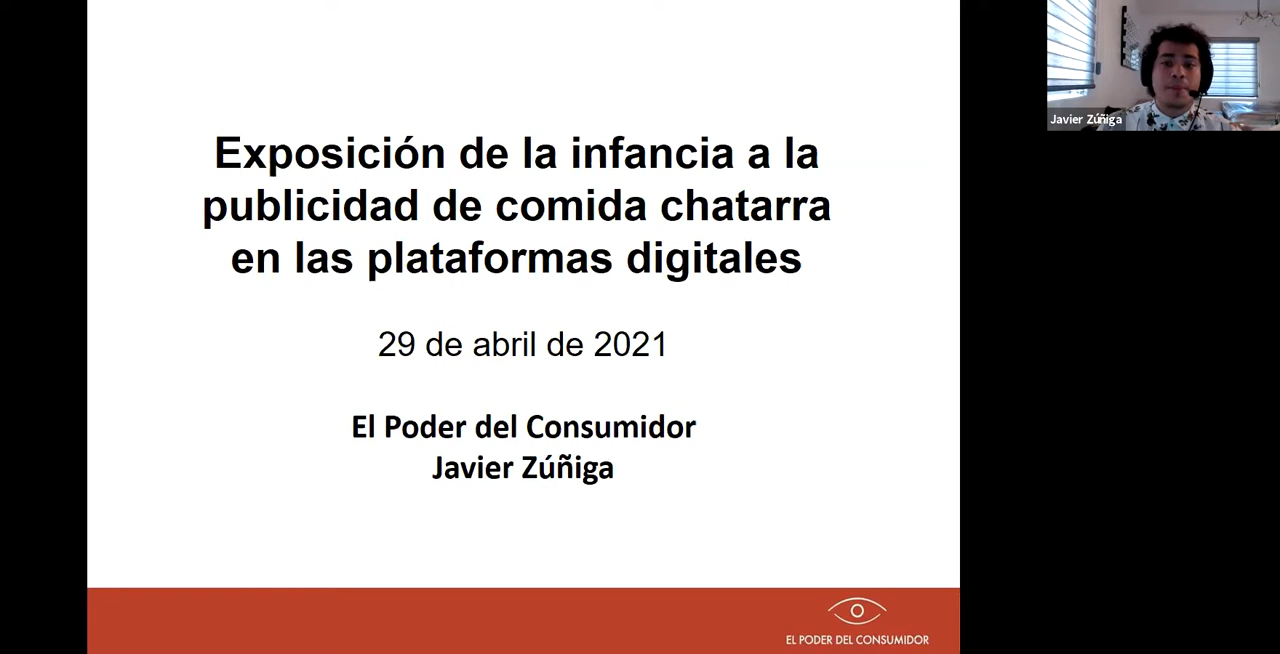 Exposición de la infancia a la
publicidad de comida chatarra
en las plataformas digitales
29 de abril de 2021
El Poder del Consumidor
Javier Zúñiga
EL PODER DEL CONSUMIDOR
Javier Zúñiga